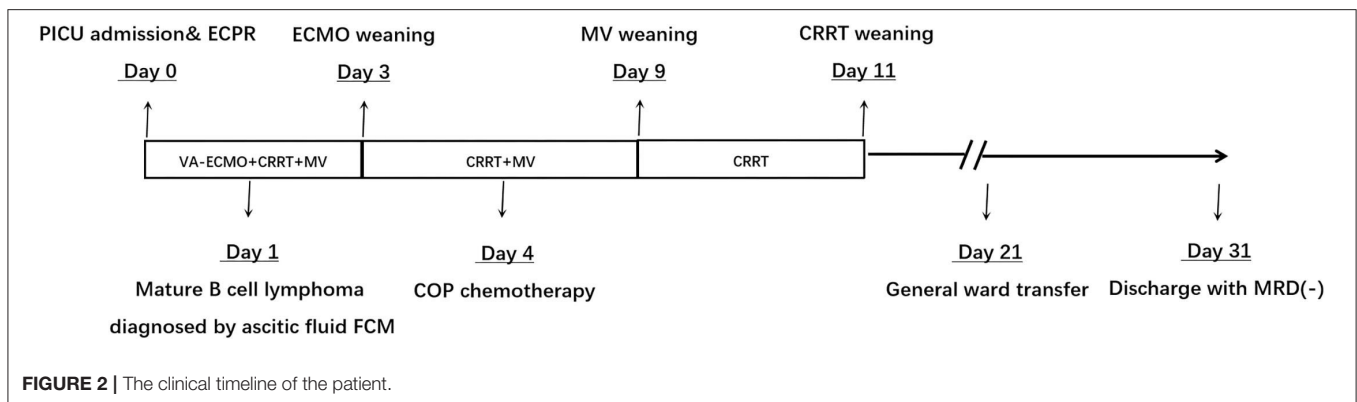 PICU admission& ECPR
ECMO weaning
MV weaning
CRRT weaning
Day 0
Day 3
Day 9
Day 11
VA-ECMO+CRRT+MV
CRRT+MV
CRRT
Day 1
Day 4
Day 21
Day 31
Mature B cell lymphoma
diagnosed by ascitic fluid FCM
COP chemotherapy
General ward transfer
Discharge with MRD(-)
FIGURE 2 | The clinical timeline of the patient.